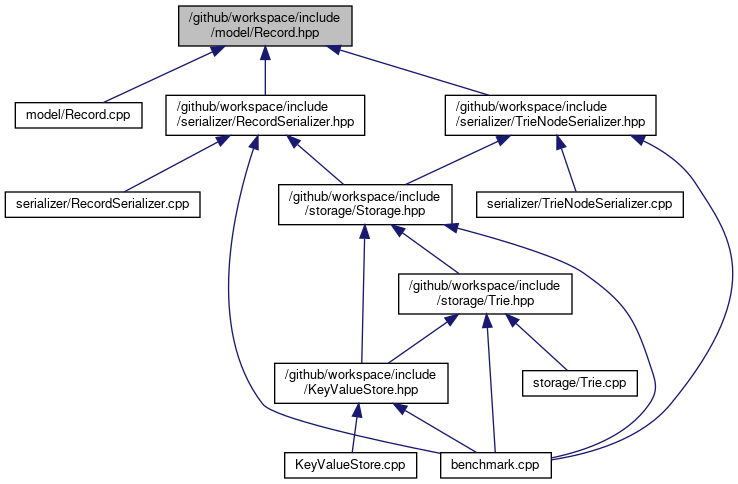 /github/workspace/include
/model/Record.hpp
model/Record.cpp
/github/workspace/include
/serializer/RecordSerializer.hpp
/github/workspace/include
/serializer/TrieNodeSerializer.hpp
serializer/RecordSerializer.cpp
/github/workspace/include
/storage/Storage.hpp
serializer/TrieNodeSerializer.cpp
/github/workspace/include
/storage/Trie.hpp
/github/workspace/include
/KeyValueStore.hpp
storage/Trie.cpp
KeyValueStore.cpp
benchmark.cpp